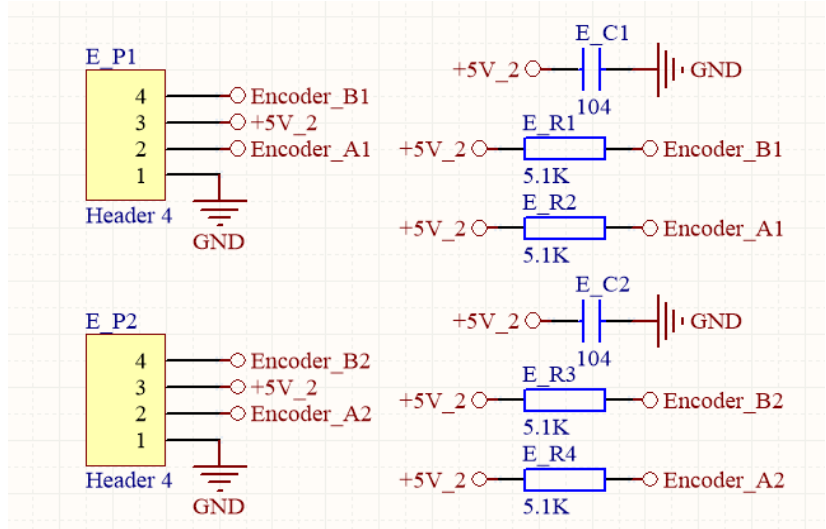 E_P1
4 Encoder_B1
3 +5V_2
2 Encoder_A1
1
Header 4
GND
E_C1
+5V_2 GND
104
E_R1
+5V_2 Encoder_B1
5.1K
E_R2
+5V_2 Encoder_A1
5.1K
E_P2
4 Encoder_B2
3 +5V_2
2 Encoder_A2
1
Header 4
GND
E_C2
+5V_2 GND
104
E_R3
+5V_2 Encoder_B2
5.1K
E_R4
+5V_2 Encoder_A2
5.1K